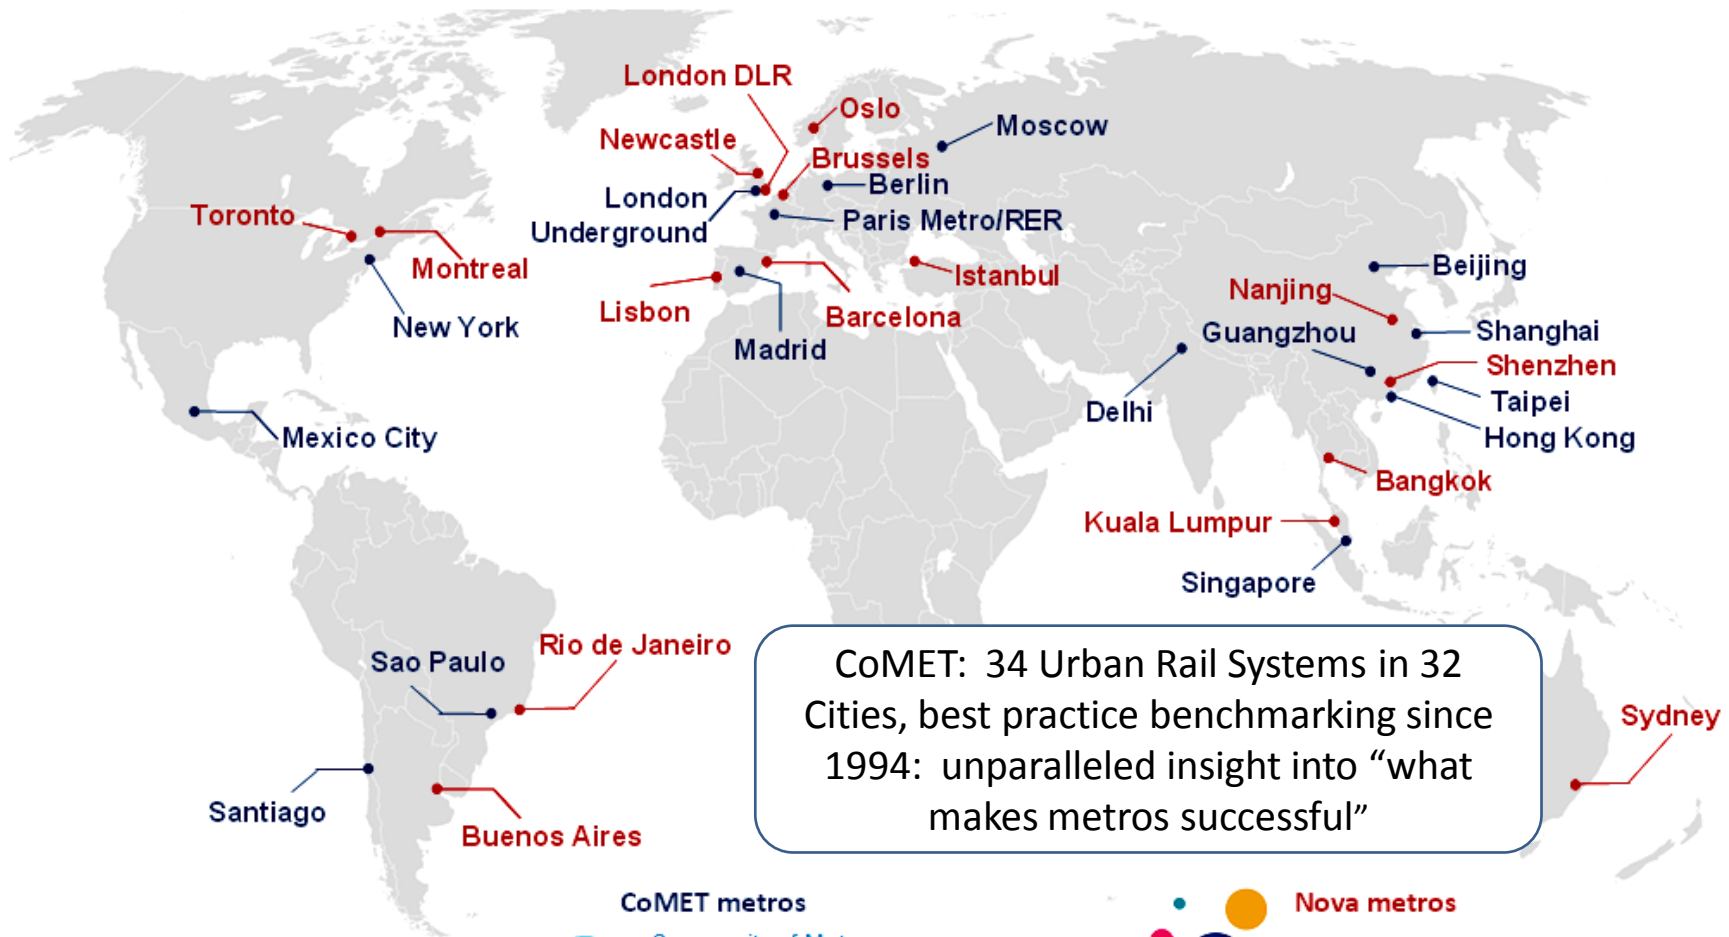 London DLR
Oslo
Newcastle
Moscow
Brussels
Berlin
London
Underground
Paris Metro/RER
Toronto
Montreal
New York
Lisbon
Madrid
Barcelona
Istanbul
Beijing
Nanjing
Guangzhou
Shanghai
Shenzhen
Taipei
Hong Kong
Delhi
Mexico City
Bangkok
Kuala Lumpur
Singapore
Rio de Janeiro
Sao Paulo
Santiago
Buenos Aires
Sydney
CoMET: 34 Urban Rail Systems in 32
Cities, best practice benchmarking since
1994: unparalleled insight into “what
makes metros successful”
CoMET metros
Nova metros